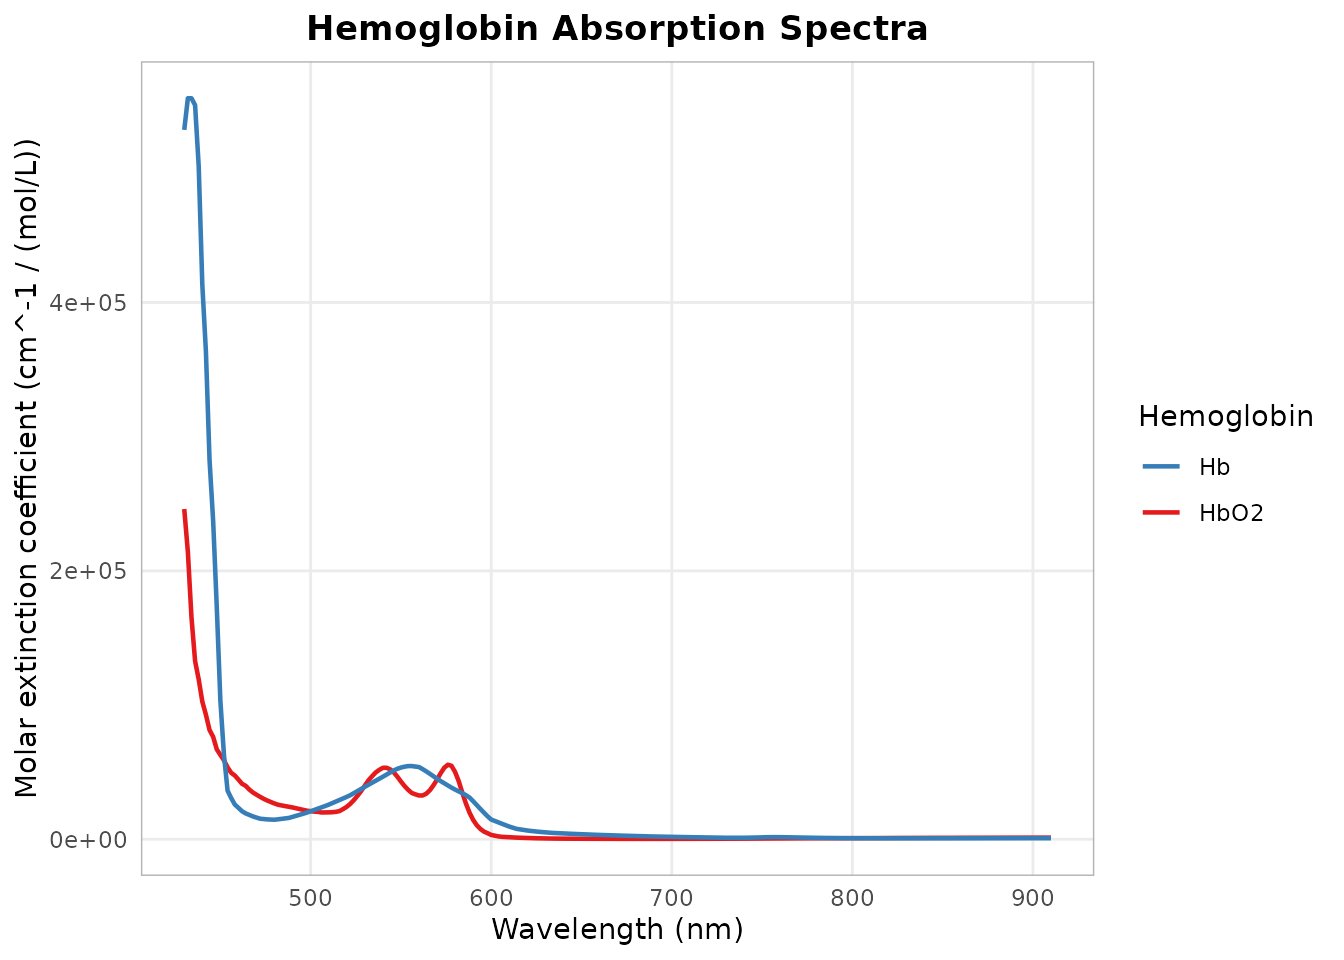 Hemoglobin Absorption Spectra
Molar extinction coefficient (cm^-1 / (mol/L))
4e+05
2e+05
0e+00
500 600 700 800 900
Wavelength (nm)
Hemoglobin
Hb
HbO2